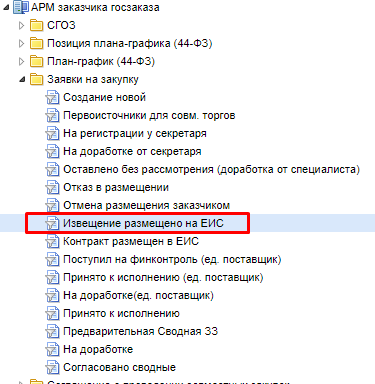 АРМ заказчика госзаказа
СГОЗ
Позиция плана-графика (44-ФЗ)
План-график (44-ФЗ)
Заявки на закупку
Создание новой
Первоисточники для совм. торгов
На регистрации у секретаря
На доработке от секретаря
Оставлено без рассмотрения (доработка от специалиста)
Отказ в размещении
Отмена размещения заказчиком
Извещение размещено на ЕИС
Контракт размещен в ЕИС
Поступил на финконтроль (ед. поставщик)
Принято к исполнению (ед. поставщик)
На доработке(ед. поставщик)
Принято к исполнению
Предварительная Сводная ЗЗ
На доработке
Согласовано сводные